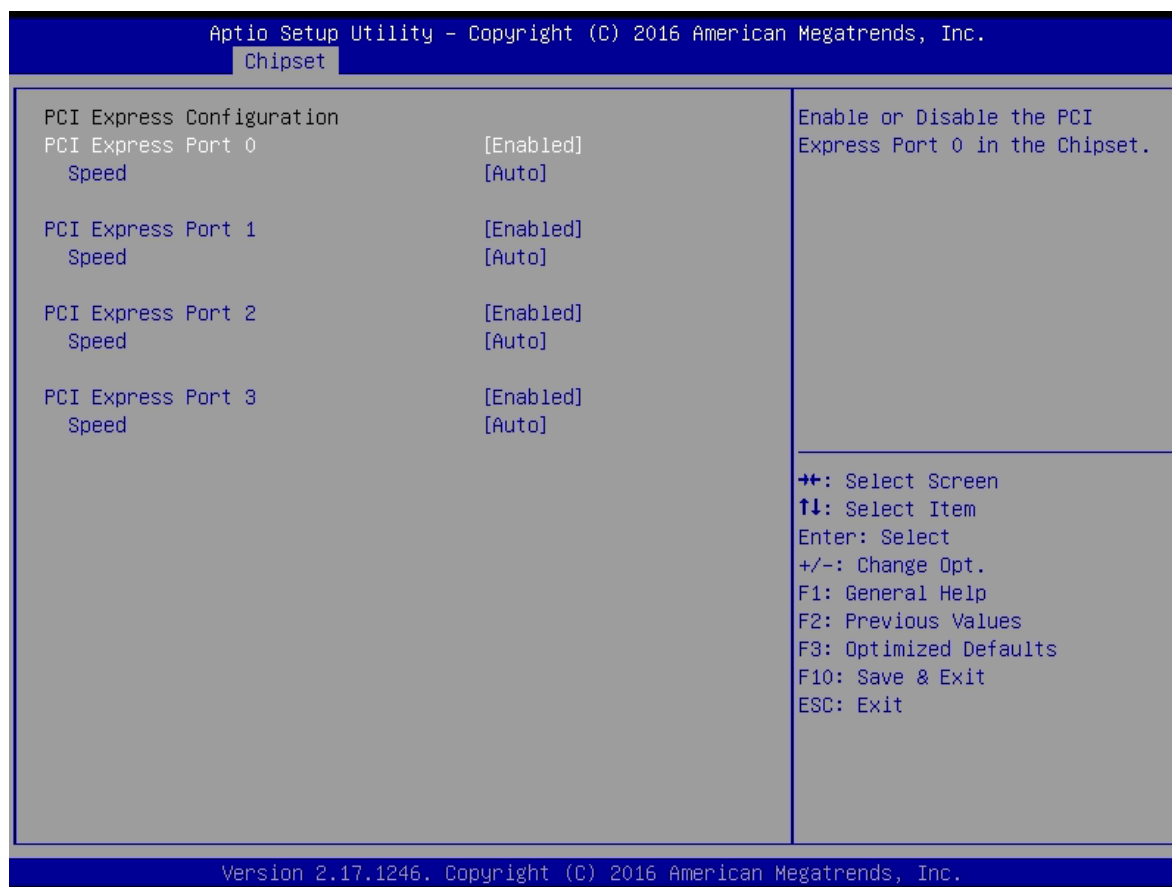 Aptio Setup Utility – Copyright (C) 2016 American Megatrends, Inc.
Chipset
PCI Express Configuration
PCI Express Port 0 [Enabled]
Speed [Auto]
PCI Express Port 1 [Enabled]
Speed [Auto]
PCI Express Port 2 [Enabled]
Speed [Auto]
PCI Express Port 3 [Enabled]
Speed [Auto]
Enable or Disable the PCI
Express Port 0 in the Chipset.
→←: Select Screen
↑↓: Select Item
Enter: Select
+/-: Change Opt.
F1: General Help
F2: Previous Values
F3: Optimized Defaults
F10: Save & Exit
ESC: Exit
Version 2.17.1246. Copyright (C) 2016 American Megatrends, Inc.